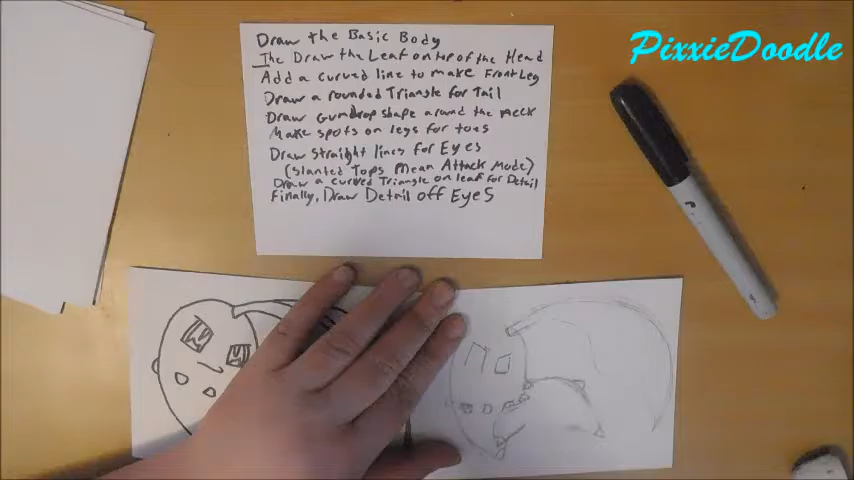 PixxieDoodle
Draw the Basic Body
The Draw the Leaf on top of the Head
Add a curved line to make Front Leg
Draw a rounded Triangle for Tail
Draw Gumdrop shape around the neck
Make spots on legs for toes
Draw straight lines for Eyes
(Slanted Tops Mean Attack Mode)
Draw a curved Triangle on leaf for Detail
Finally, Draw Detail off Eyes